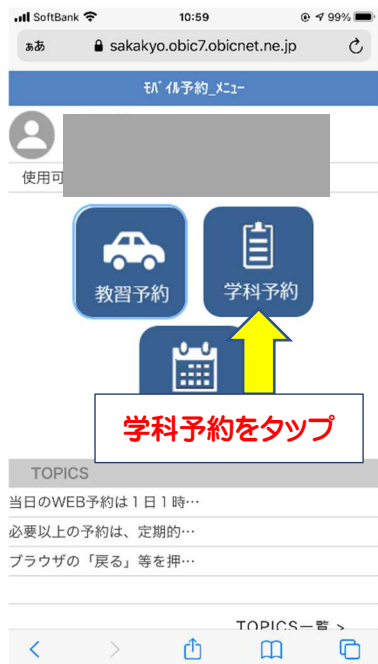 SoftBank 10:59 99%
ぁあ sakakyo.obic7.obicnet.ne.jp
ﾓﾊﾞｲﾙ予約_ﾒﾆｭｰ
使用可
教習予約 学科予約
学科予約をタップ
TOPICS
当日のWEB予約は１日１時…
必要以上の予約は、定期的…
ブラウザの「戻る」等を押…
TOPICS一覧 >